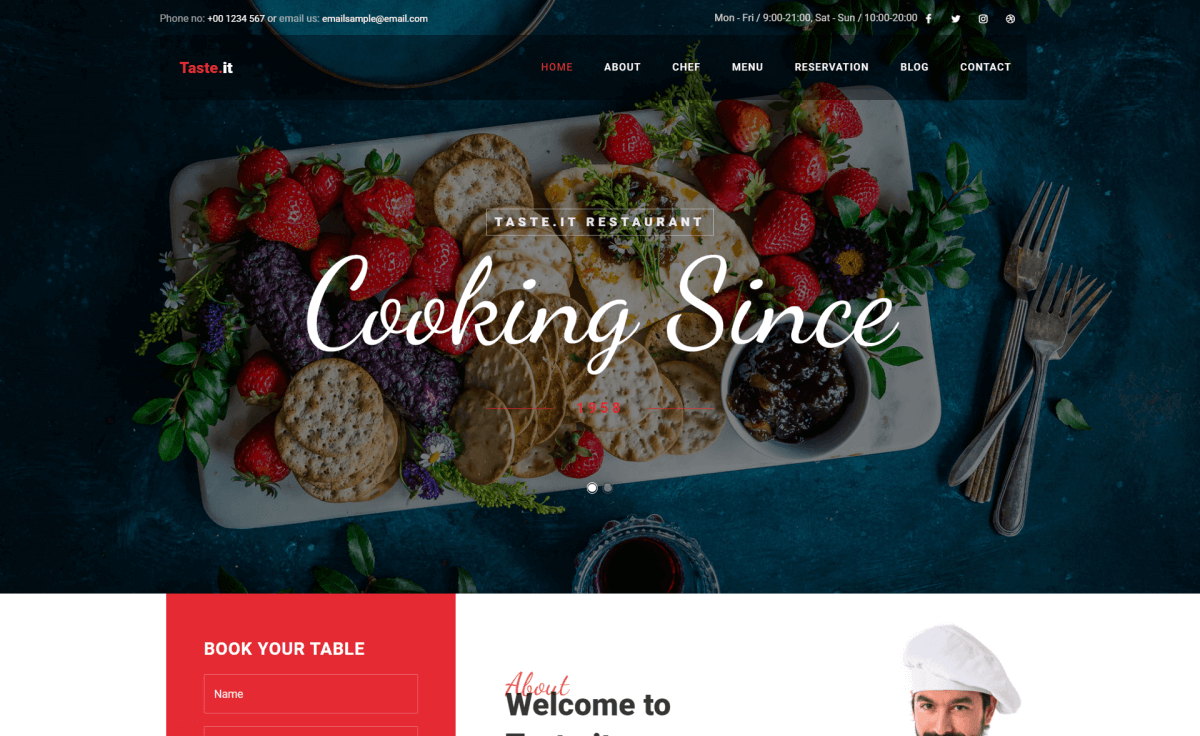 Phone no: +00 1234 567 or email us: emailsample@email.com
Mon - Fri / 9:00-21:00, Sat - Sun / 10:00-20:00
Taste.it
HOME ABOUT CHEF MENU RESERVATION BLOG CONTACT
TASTE.IT RESTAURANT
Cooking Since
1958
BOOK YOUR TABLE
Name
About
Welcome to
Taste.it